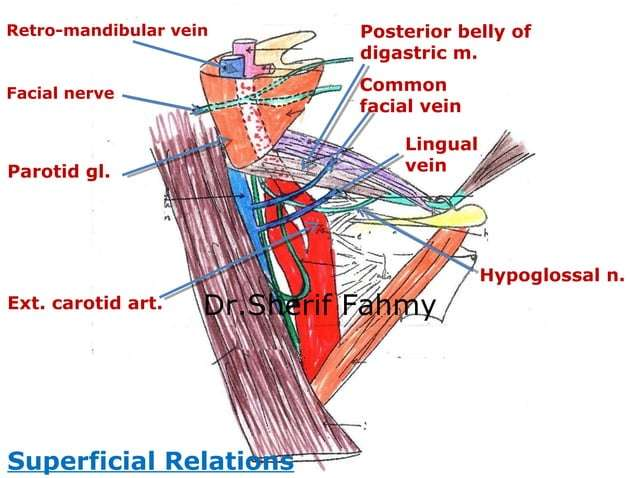 Retro-mandibular vein
Posterior belly of
digastric m.
Facial nerve
Common
facial vein
Lingual
vein
Parotid gl.
Hypoglossal n.
Ext. carotid art.
Dr.Sherif Fahmy
Superficial Relations